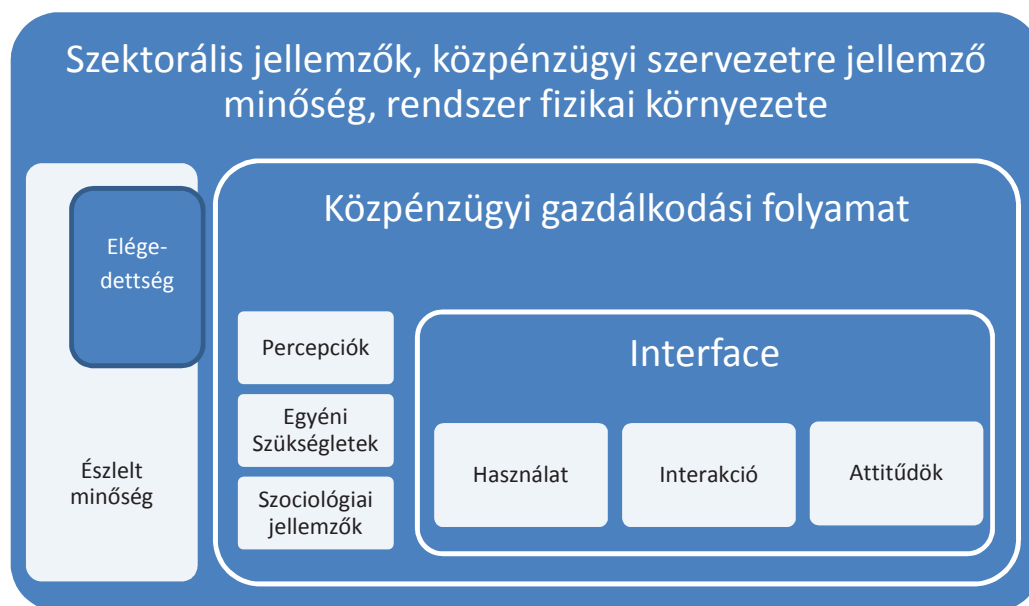 Szektorális jellemzők, közpénzügyi szervezetre jellemző
minőség, rendszer fizikai környezete
Közpénzügyi gazdálkodási folyamat
Elége-
dettség
Észlelt
minőség
Percepciók
Egyéni
Szükségletek
Szociológiai
jellemzők
Interface
Használat
Interakció
Attitűdök